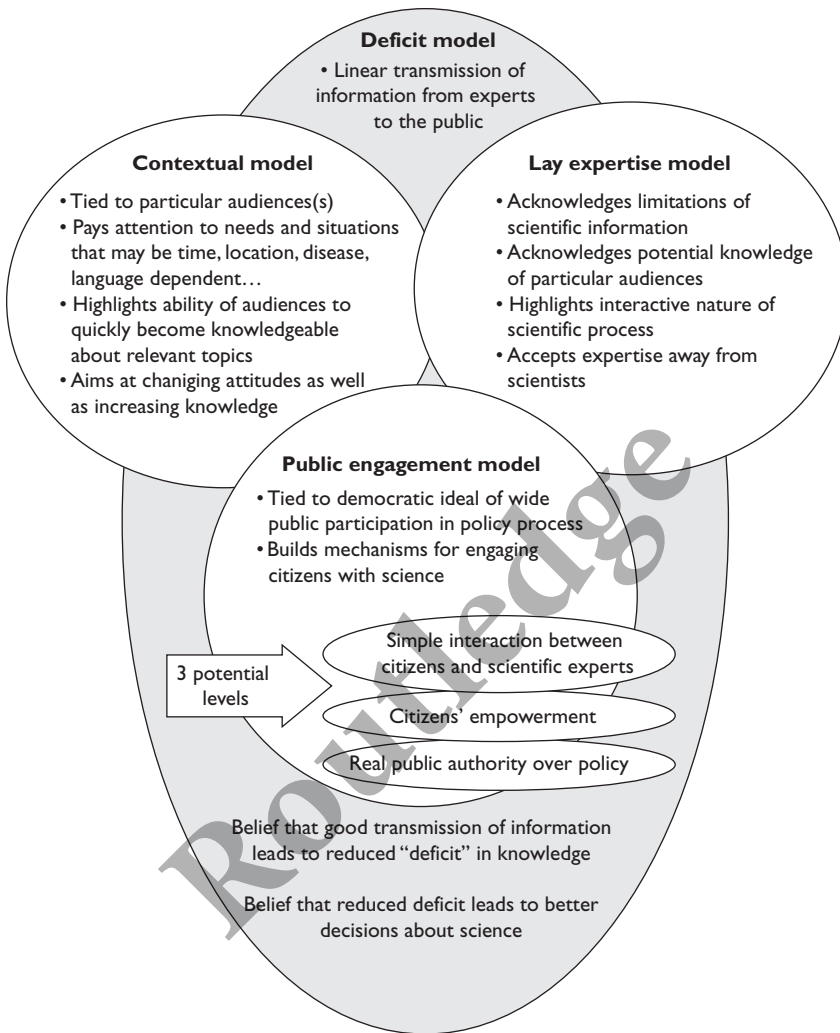 Deficit model
• Linear transmission of
information from experts
to the public
Contextual model
• Tied to particular audiences(s)
• Pays attention to needs and situations
that may be time, location, disease,
language dependent…
• Highlights ability of audiences to
quickly become knowledgeable
about relevant topics
• Aims at changing attitudes as well
as increasing knowledge
Lay expertise model
• Acknowledges limitations of
scientific information
• Acknowledges potential knowledge
of particular audiences
• Highlights interactive nature of
scientific process
• Accepts expertise away from
scientists
Public engagement model
• Tied to democratic ideal of wide
public participation in policy process
• Builds mechanisms for engaging
citizens with science
3 potential
levels
Simple interaction between
citizens and scientific experts
Citizens’ empowerment
Real public authority over policy
Belief that good transmission of information
leads to reduced “deficit” in knowledge
Belief that reduced deficit leads to better
decisions about science
Routledge